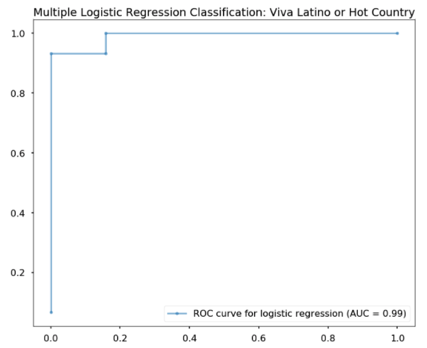 Multiple Logistic Regression Classification: Viva Latino or Hot Country
1.0
0.8
0.6
0.4
0.2
ROC curve for logistic regression (AUC = 0.99)
0.0 0.2 0.4 0.6 0.8 1.0